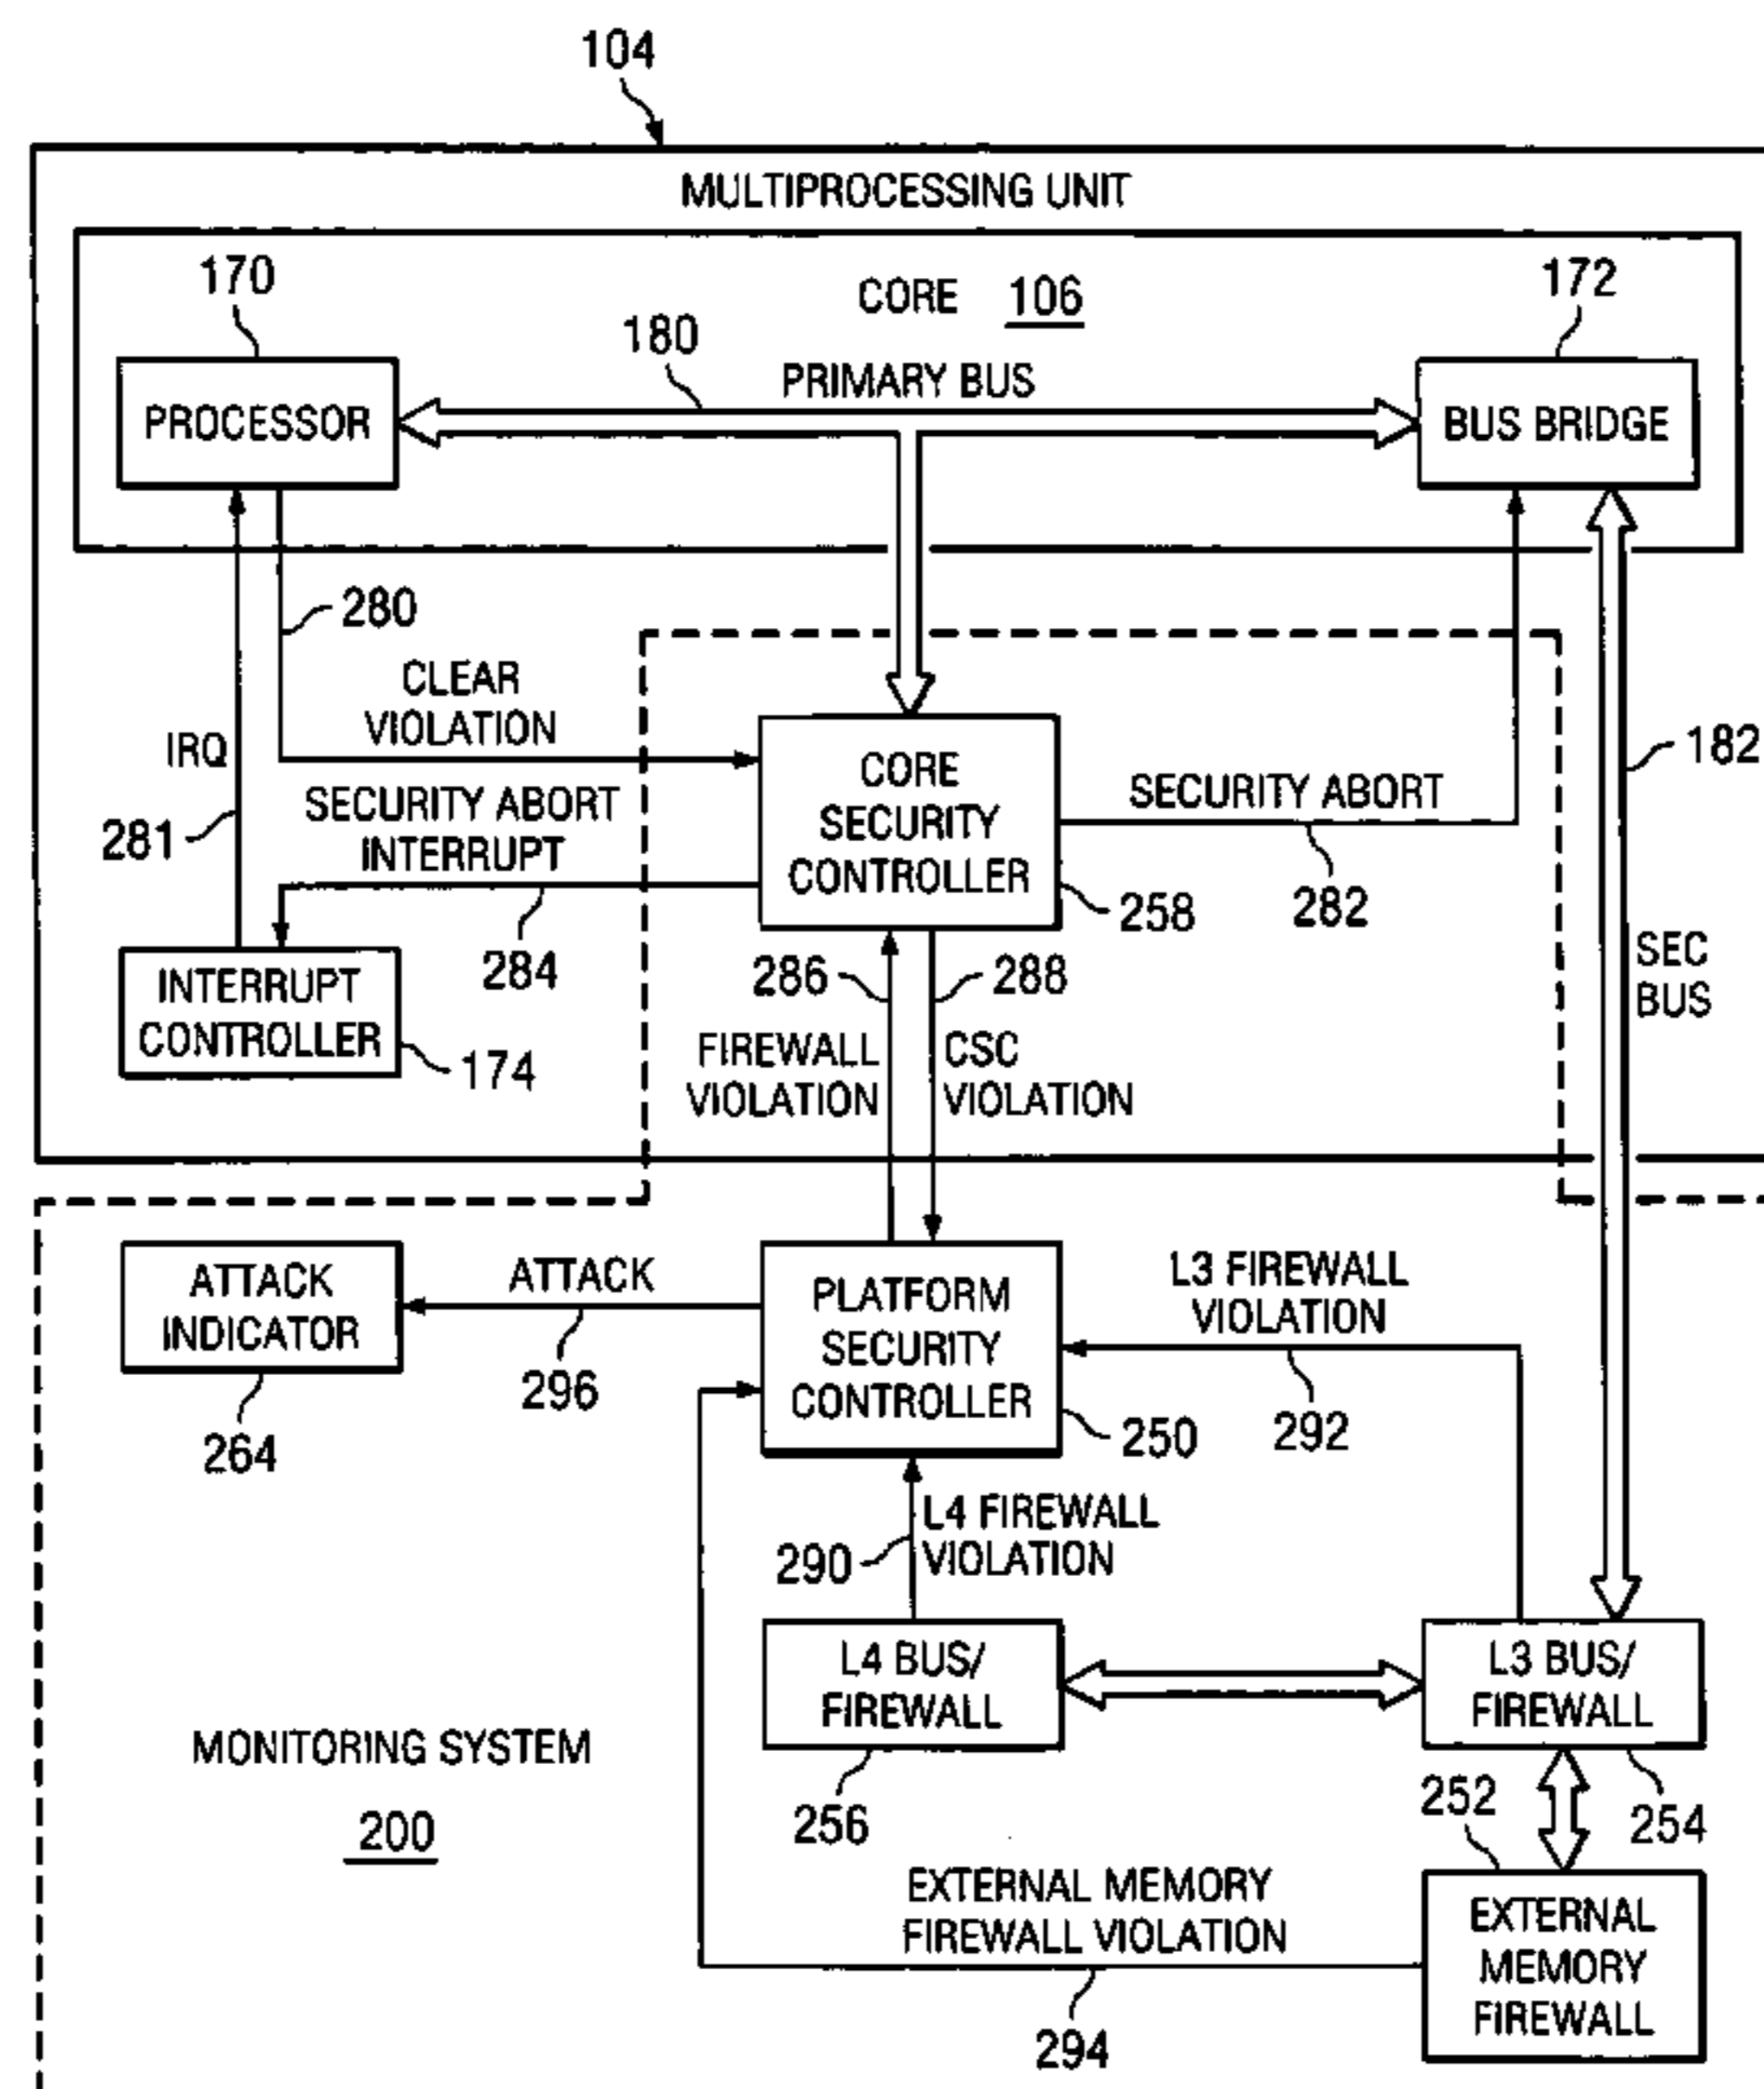 104
MULTIPROCESSING UNIT
170
CORE 106
172
180
PRIMARY BUS
PROCESSOR
BUS BRIDGE
280
CLEAR
VIOLATION
IRQ
281
SECURITY ABORT
INTERRUPT
284
CORE
SECURITY
CONTROLLER
258
SECURITY ABORT
282
182
SEC
BUS
INTERRUPT
CONTROLLER
174
286
288
FIREWALL
VIOLATION
CSC
VIOLATION
ATTACK
INDICATOR
264
ATTACK
296
PLATFORM
SECURITY
CONTROLLER
250
L3 FIREWALL
VIOLATION
292
L4 FIREWALL
VIOLATION
290
L4 BUS/
FIREWALL
256
L3 BUS/
FIREWALL
254
MONITORING SYSTEM
200
252
EXTERNAL MEMORY
FIREWALL VIOLATION
294
EXTERNAL
MEMORY
FIREWALL